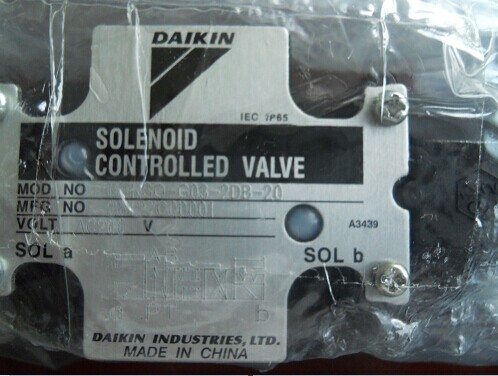 DAIKIN
IEC IP65
SOLENOID
CONTROLLED VALVE
MOD NO
MFG NO
VOLT V
A3439
SOL a SOL b
b
DAIKIN INDUSTRIES, LTD.
MADE IN CHINA